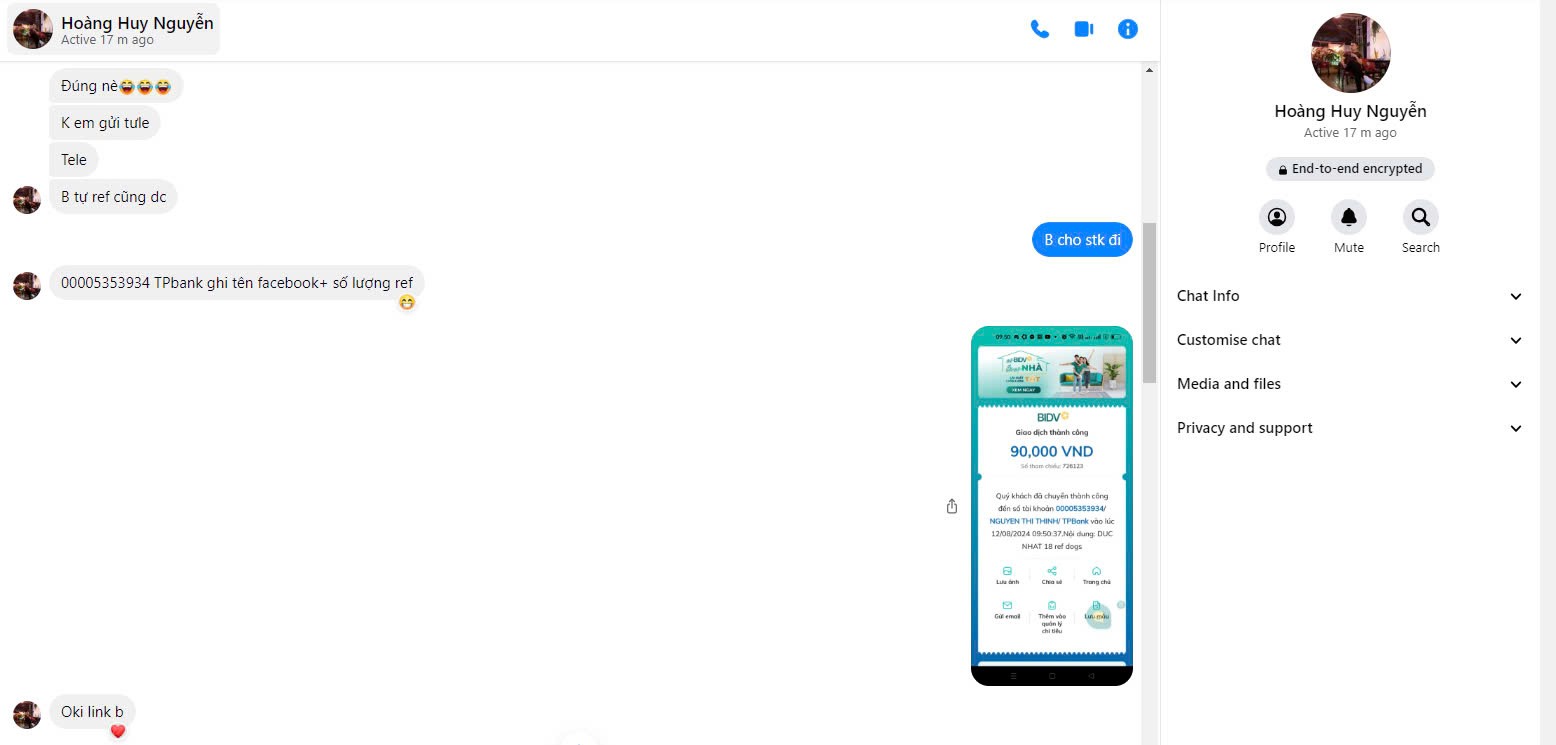 Hoàng Huy Nguyễn
Active 17 m ago
Đúng nè
K em gửi tưle
Tele
B tự ref cũng dc
B cho stk đi
00005353934 TPbank ghi tên facebook+ số lượng ref
09:50
BIDV
NHÀ
XEM NGAY
BIDV
Giao dịch thành công
90,000 VND
Số tham chiếu: 726123
Quý khách đã chuyển thành công
đến số tài khoản 00005353934/
NGUYEN THI THINH/ TPBank vào lúc
12/08/2024 09:50:37.Nội dung: DUC
NHAT 18 ref dogs
Lưu ảnh
Chia sẻ
Trang chủ
Gửi email
Thêm vào
quản lý
chi tiêu
Lưu mẫu
Oki link b
Hoàng Huy Nguyễn
Active 17 m ago
End-to-end encrypted
Profile
Mute
Search
Chat Info
Customise chat
Media and files
Privacy and support